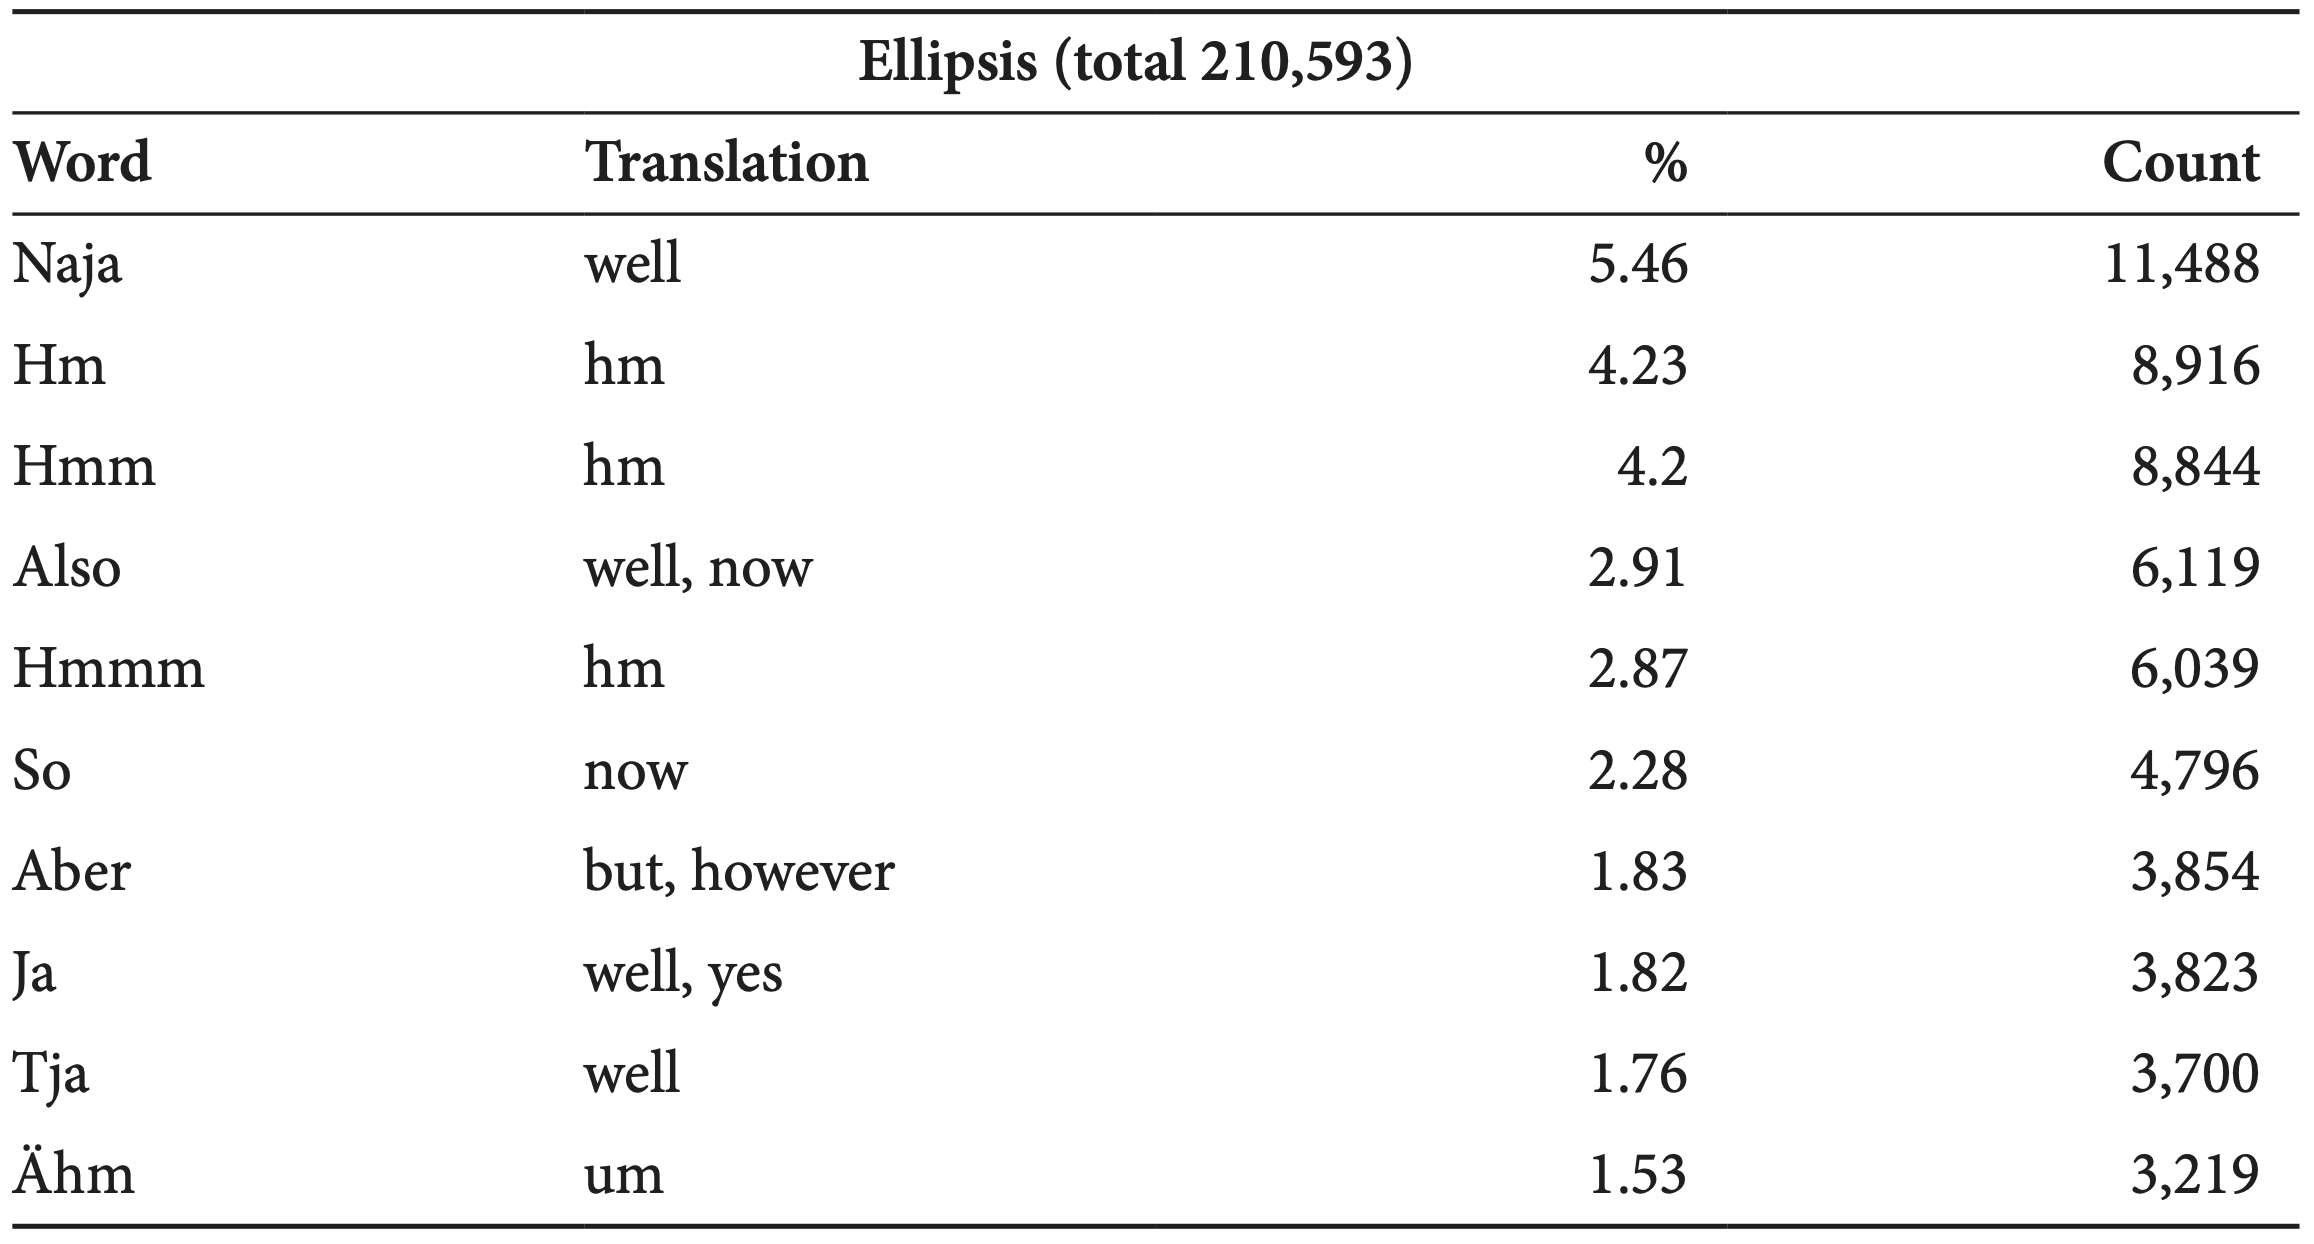 Ellipsis (total 210,593)
Word Translation % Count
Naja well 5.46 11,488
Hm hm 4.23 8,916
Hmm hm 4.2 8,844
Also well, now 2.91 6,119
Hmmm hm 2.87 6,039
So now 2.28 4,796
Aber but, however 1.83 3,854
Ja well, yes 1.82 3,823
Tja well 1.76 3,700
Ähm um 1.53 3,219